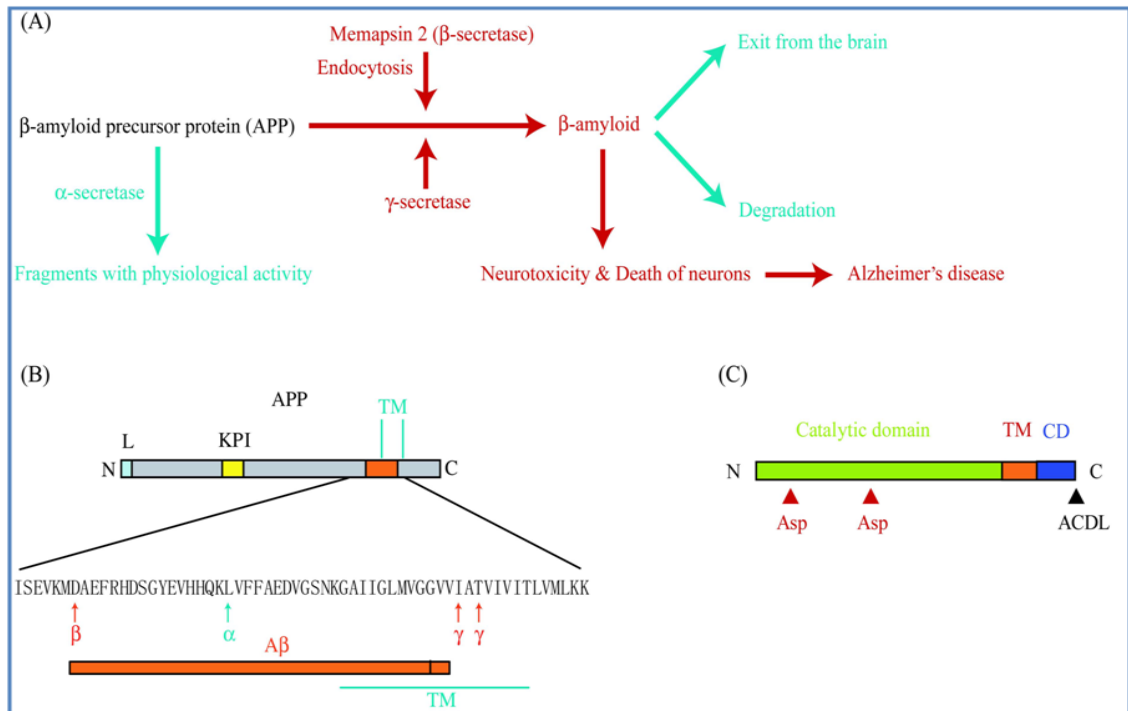 (A)
Memapsin 2 (β-secretase)
Endocytosis
Exit from the brain
β-amyloid precursor protein (APP)
β-amyloid
α-secretase
γ-secretase
Degradation
Fragments with physiological activity
Neurotoxicity & Death of neurons
Alzheimer's disease
(B)
APP
TM
L
KPI
N
C
ISEVKMDAEFRHDSGYEVHHQKLVFFAEDVGSNKGAIIGLMVGGVVIATVIVITLVMLKK
β
α
γ
γ
Aβ
TM
(C)
Catalytic domain
TM
CD
N
C
Asp
Asp
ACDL